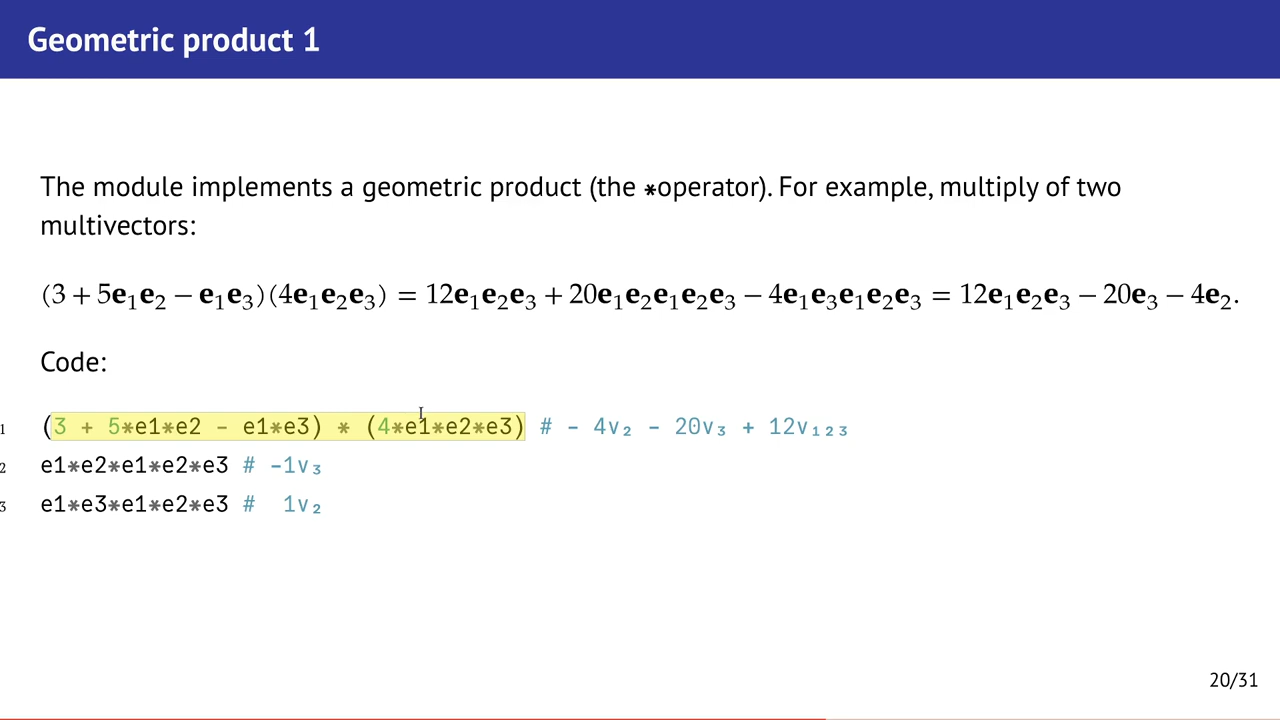 Geometric product 1
The module implements a geometric product (the *operator). For example, multiply of two
multivectors:
(3 + 5e₁e₂ − e₁e₃)(4e₁e₂e₃) = 12e₁e₂e₃ + 20e₁e₂e₁e₂e₃ − 4e₁e₃e₁e₂e₃ = 12e₁e₂e₃ − 20e₃ − 4e₂.
Code:
1 (3 + 5*e1*e2 - e1*e3) * (4*e1*e2*e3) # - 4v₂ - 20v₃ + 12v₁₂₃
2 e1*e2*e1*e2*e3 # -1v₃
3 e1*e3*e1*e2*e3 # 1v₂
20/31